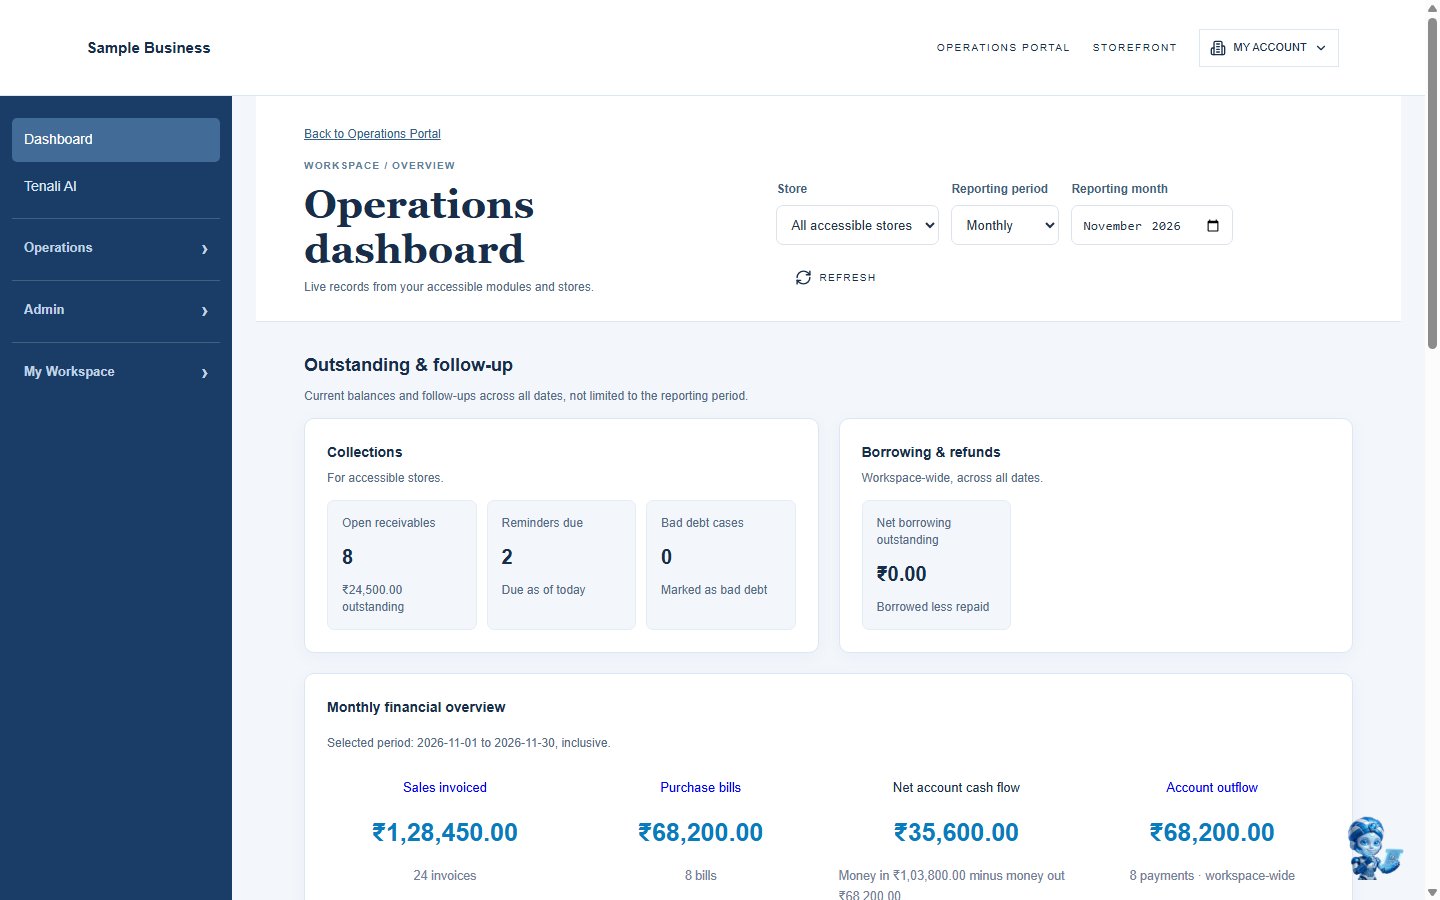 Sample Business
OPERATIONS PORTAL
STOREFRONT
MY ACCOUNT
Dashboard
Tenali AI
Operations
Admin
My Workspace
Back to Operations Portal
WORKSPACE / OVERVIEW
Operations
dashboard
Live records from your accessible modules and stores.
Store
All accessible stores
Reporting period
Monthly
Reporting month
November 2026
REFRESH
Outstanding & follow-up
Current balances and follow-ups across all dates, not limited to the reporting period.
Collections
For accessible stores.
Open receivables
8
₹24,500.00
outstanding
Reminders due
2
Due as of today
Bad debt cases
0
Marked as bad debt
Borrowing & refunds
Workspace-wide, across all dates.
Net borrowing
outstanding
₹0.00
Borrowed less repaid
Monthly financial overview
Selected period: 2026-11-01 to 2026-11-30, inclusive.
Sales invoiced
₹1,28,450.00
24 invoices
Purchase bills
₹68,200.00
8 bills
Net account cash flow
₹35,600.00
Money in ₹1,03,800.00 minus money out
₹68,200.00
Account outflow
₹68,200.00
8 payments · workspace-wide